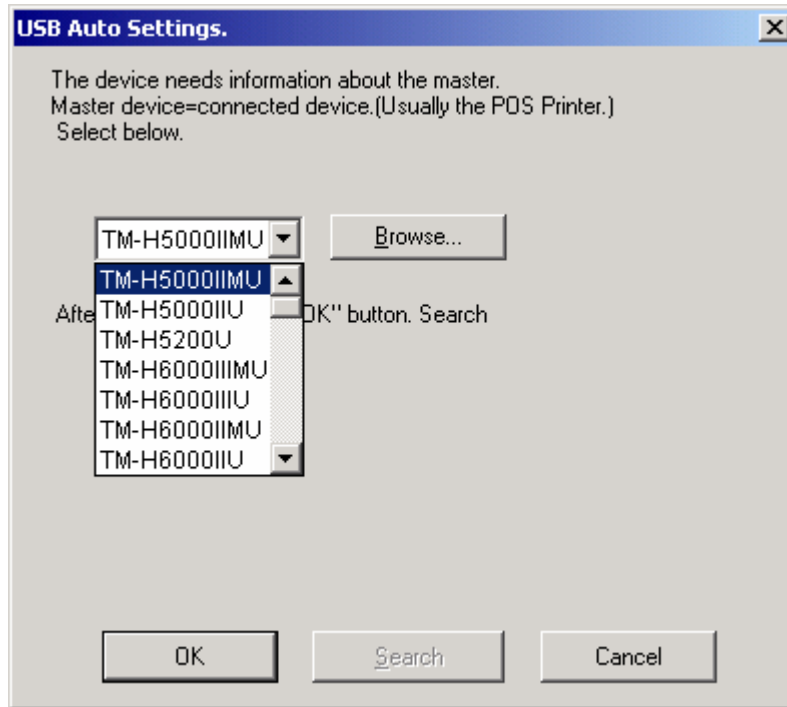 USB Auto Settings.
The device needs information about the master.
Master device=connected device.(Usually the POS Printer.)
Select below.
TM-H5000IIMU
Browse...
TM-H5000IIMU
TM-H5000IIU
TM-H5200U
TM-H6000IIIMU
TM-H6000IIIU
TM-H6000IIMU
TM-H6000IIU
button. Search
OK
Search
Cancel